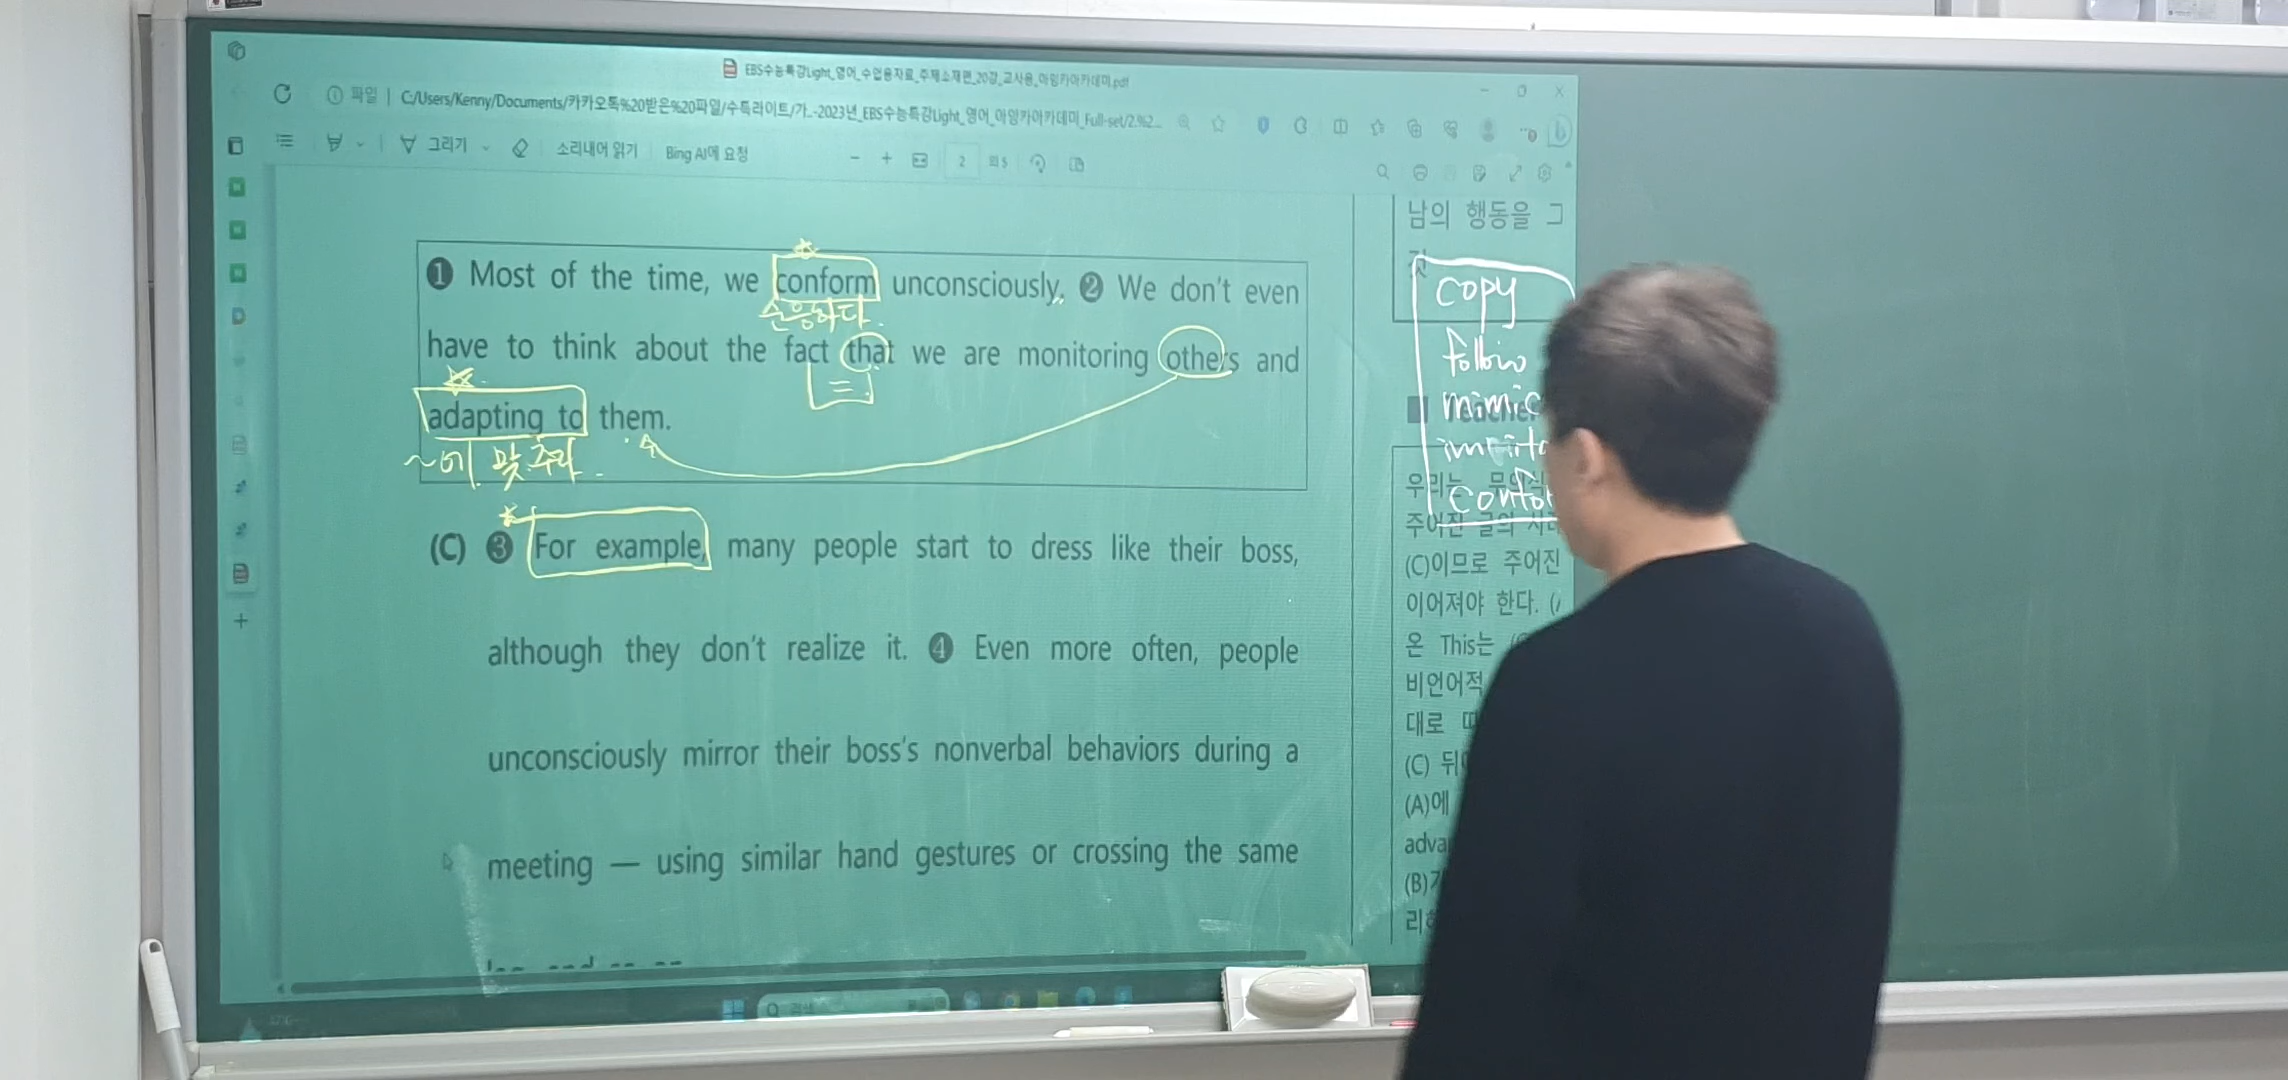 EBS수능특강Light_영어_수업용자료_주제소재편_20강_교사용_아잉카아카데미.pdf
파일 | C:/Users/Kenny/Documents/카카오톡%20받은%20파일/수특라이트/가_-2023년_EBS수능특강Light_영어_아잉카아카데미_Full-set/2.%2...
그리기 소리내어 읽기 Bing AI에 요청 2 의 5
남의 행동을 그
것
❶ Most of the time, we conform unconsciously. ❷ We don't even
순응하다.
have to think about the fact that we are monitoring others and
=
adapting to them.
~에 맞추다.
(C) ❸ For example, many people start to dress like their boss,
although they don't realize it. ❹ Even more often, people
unconsciously mirror their boss's nonverbal behaviors during a
meeting — using similar hand gestures or crossing the same
copy
follow
mimic
우리는
주어진 글의
(C)이므로 주어진
이어져야 한다.
온 This는
비언어적
대로
(C)
(A)에
(B)
검색